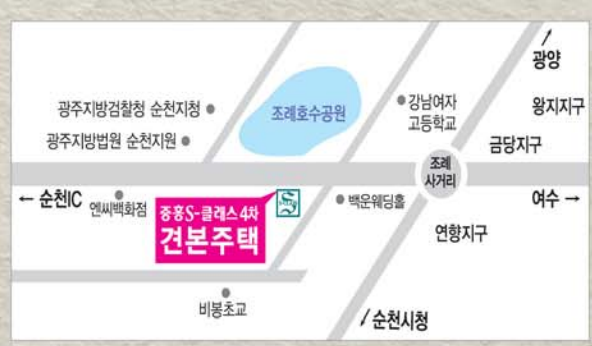 ↗
광양
광주지방검찰청 순천지청
조례호수공원
강남여자
고등학교
왕지지구
광주지방법원 순천지원
금당지구
조례
사거리
← 순천IC
엔씨백화점
중흥S-클래스 4차
견본주택
백운웨딩홀
여수 →
연향지구
비봉초교
↙ 순천시청